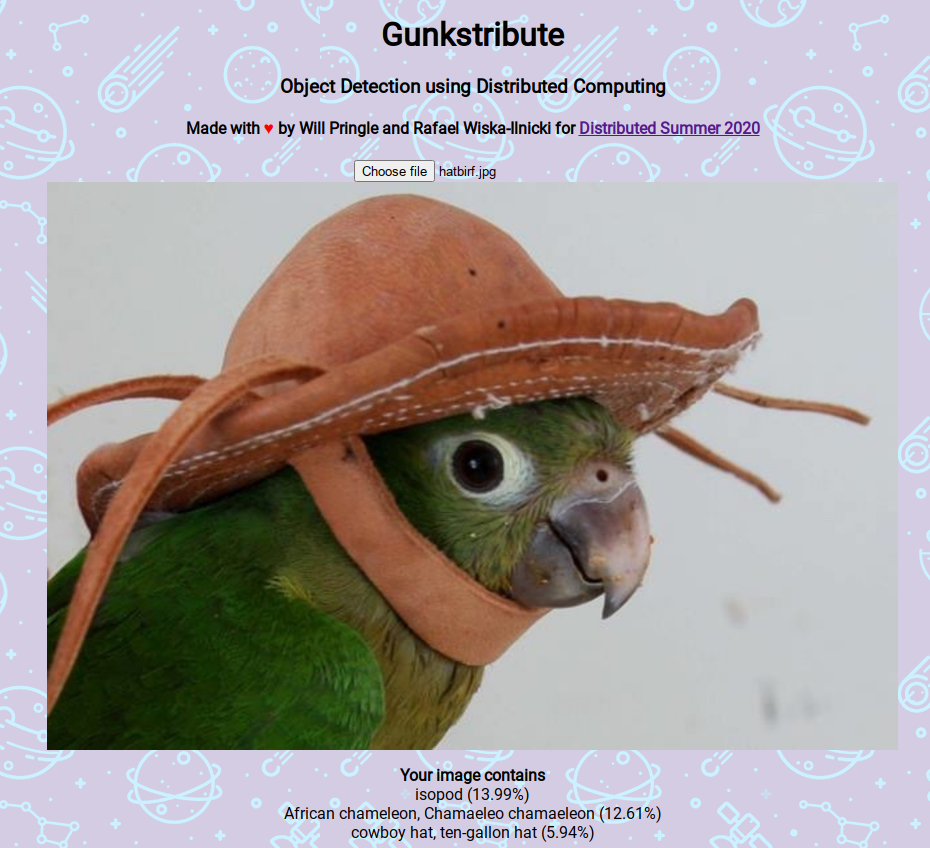 Gunkstribute
Object Detection using Distributed Computing
Made with ♥ by Will Pringle and Rafael Wiska-Ilnicki for Distributed Summer 2020
Choose file hatbirf.jpg
Your image contains
isopod (13.99%)
African chameleon, Chamaeleo chamaeleon (12.61%)
cowboy hat, ten-gallon hat (5.94%)